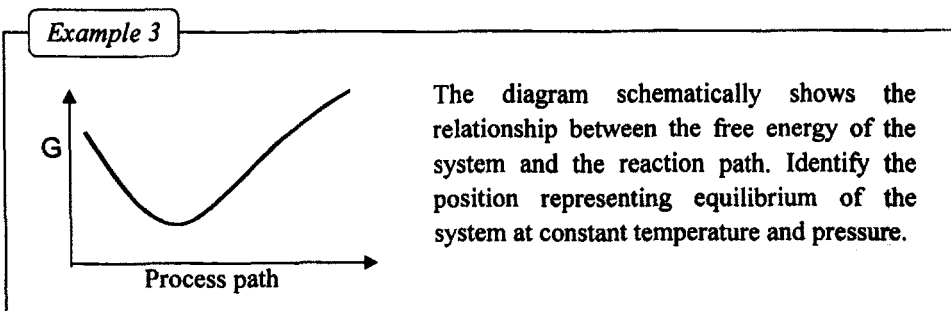 Example 3
G
Process path
The diagram schematically shows the
relationship between the free energy of the
system and the reaction path. Identify the
position representing equilibrium of the
system at constant temperature and pressure.